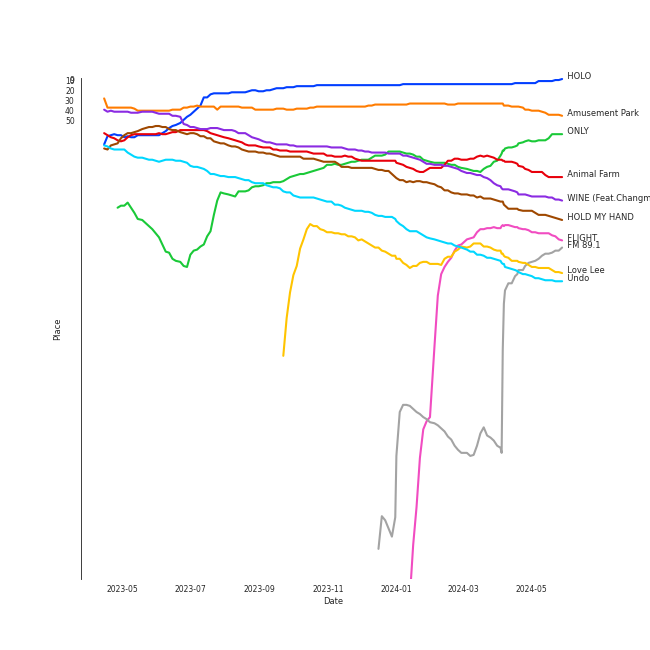 0
10
20
30
40
50
HOLO
Amusement Park
ONLY
Animal Farm
WINE (Feat.Changm
HOLD MY HAND
FLIGHT
FM 89.1
Love Lee
Undo
Place
2023-05
2023-07
2023-09
2023-11
2024-01
2024-03
2024-05
Date